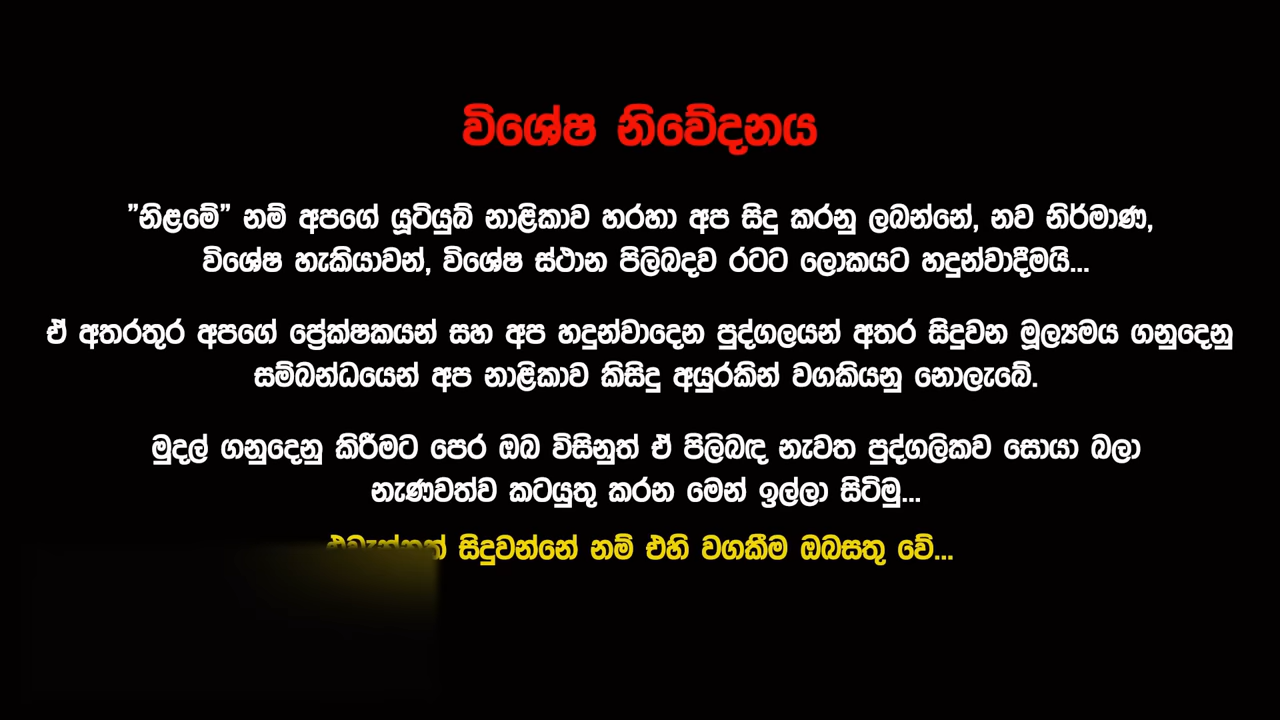 විශේෂ නිවේදනය
”නිළමේ” නම් අපගේ යූටියුබ් නාළිකාව හරහා අප සිදු කරනු ලබන්නේ, නව නිර්මාණ,
විශේෂ හැකියාවන්, විශේෂ ස්ථාන පිලිබදව රටට ලොකයට හදුන්වාදීමයි...
ඒ අතරතුර අපගේ ප්‍රේක්ෂකයන් සහ අප හදුන්වාදෙන පුද්ගලයන් අතර සිදුවන මූල්‍යමය ගනුදෙනු
සම්බන්ධයෙන් අප නාළිකාව කිසිදු අයුරකින් වගකියනු නොලැබේ.
මුදල් ගනුදෙනු කිරීමට පෙර ඔබ විසිනුත් ඒ පිලිබඳ නැවත පුද්ගලිකව සොයා බලා
නැණවත්ව කටයුතු කරන මෙන් ඉල්ලා සිටිමු...
සිදුවන්නේ නම් එහි වගකීම ඔබසතු වේ...